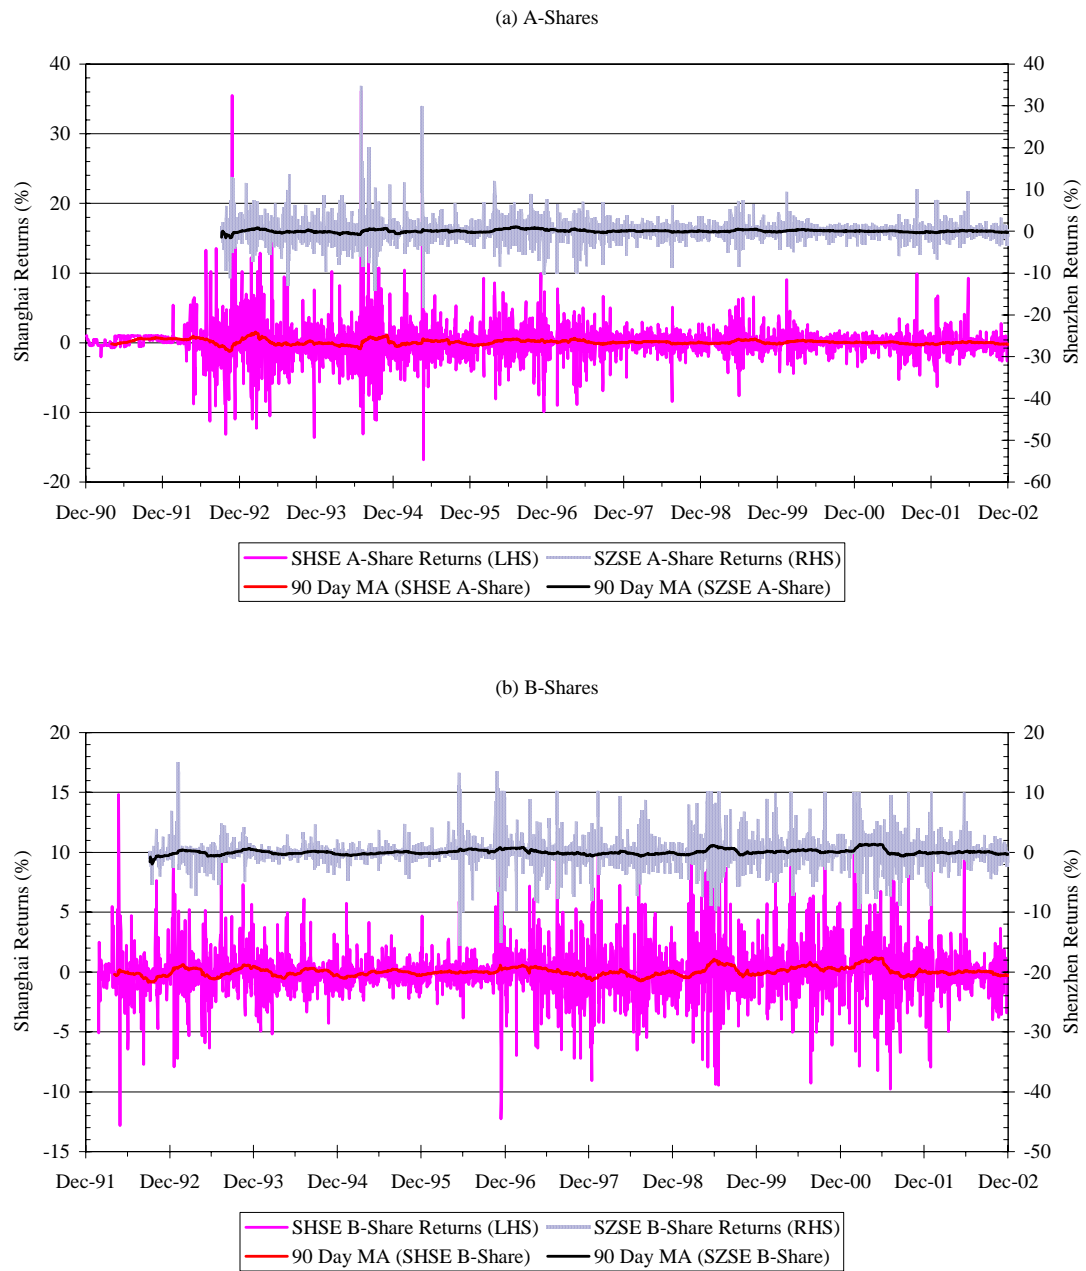 (a) A-Shares
40
30
20
10
0
-10
-20
Shanghai Returns (%)
40
30
20
10
0
-10
-20
-30
-40
-50
-60
Shenzhen Returns (%)
Dec-90 Dec-91 Dec-92 Dec-93 Dec-94 Dec-95 Dec-96 Dec-97 Dec-98 Dec-99 Dec-00 Dec-01 Dec-02
SHSE A-Share Returns (LHS) SZSE A-Share Returns (RHS)
90 Day MA (SHSE A-Share) 90 Day MA (SZSE A-Share)
(b) B-Shares
20
15
10
5
0
-5
-10
-15
Shanghai Returns (%)
20
10
0
-10
-20
-30
-40
-50
Shenzhen Returns (%)
Dec-91 Dec-92 Dec-93 Dec-94 Dec-95 Dec-96 Dec-97 Dec-98 Dec-99 Dec-00 Dec-01 Dec-02
SHSE B-Share Returns (LHS) SZSE B-Share Returns (RHS)
90 Day MA (SHSE B-Share) 90 Day MA (SZSE B-Share)